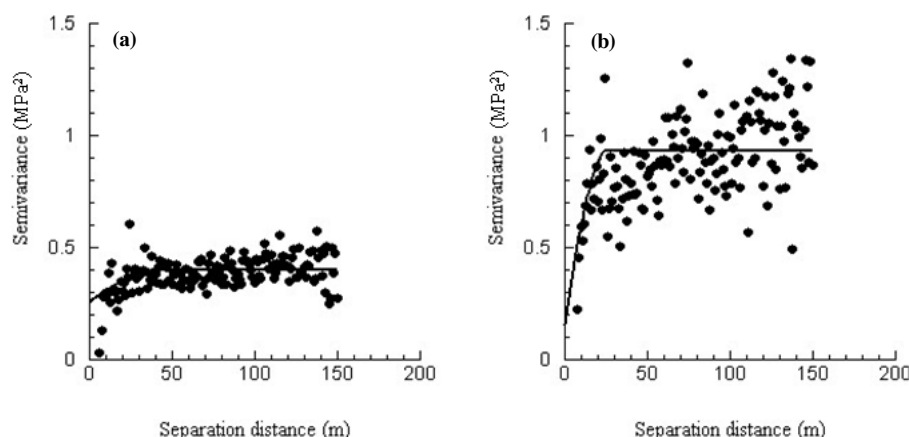 (a)
1.5
1
0.5
0
0 50 100 150 200
Semivariance (MPa²)
Separation distance (m)
(b)
1.5
1
0.5
0
0 50 100 150 200
Semivariance (MPa²)
Separation distance (m)